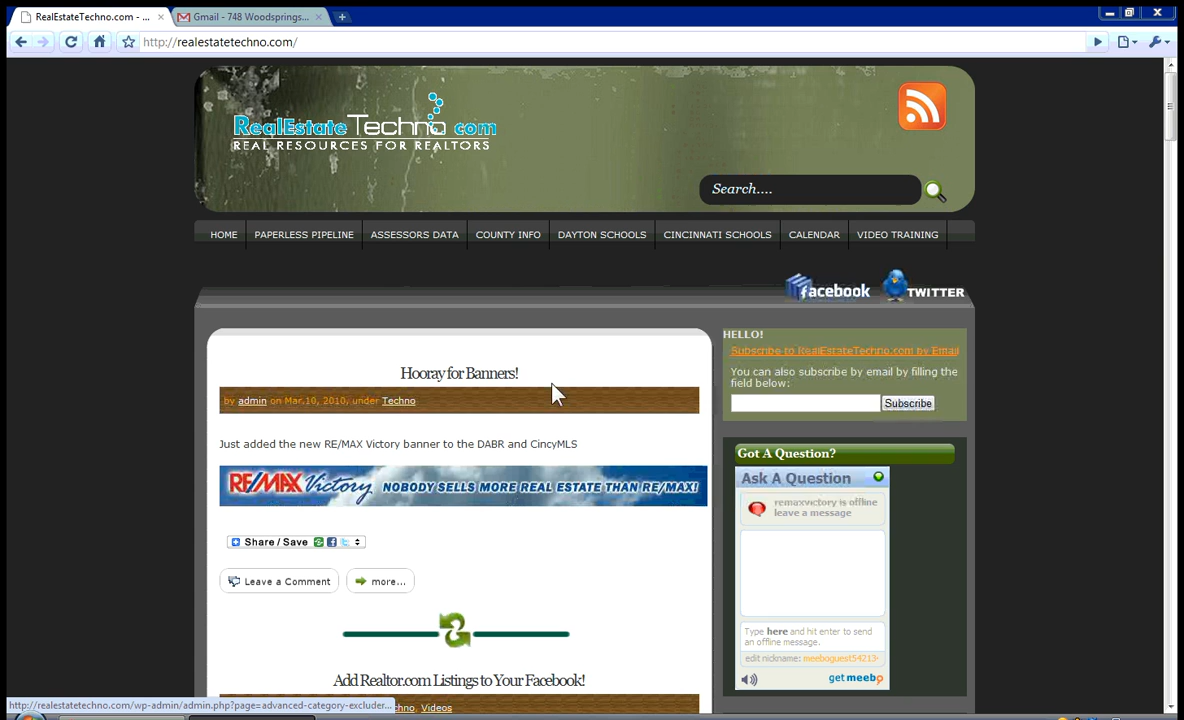 RealEstateTechno.com - ...
Gmail - 748 Woodsprings...
http://realestatetechno.com/
RealEstate Techno com
REAL RESOURCES FOR REALTORS
Search....
HOME
PAPERLESS PIPELINE
ASSESSORS DATA
COUNTY INFO
DAYTON SCHOOLS
CINCINNATI SCHOOLS
CALENDAR
VIDEO TRAINING
facebook
TWITTER
Hooray for Banners!
by admin on Mar.10, 2010, under Techno
Just added the new RE/MAX Victory banner to the DABR and CincyMLS
RE/MAX Victory NOBODY SELLS MORE REAL ESTATE THAN RE/MAX!
Share / Save
Leave a Comment
more...
Add Realtor.com Listings to Your Facebook!
chno, Videos
HELLO!
Subscribe to RealEstateTechno.com by Email
You can also subscribe by email by filling the
field below:
Subscribe
Got A Question?
Ask A Question
remaxvictory is offline
leave a message
Type here and hit enter to send
an offline message.
edit nickname: meeboguest54213
get meebo
http://realestatetechno.com/wp-admin/admin.php?page=advanced-category-excluder...